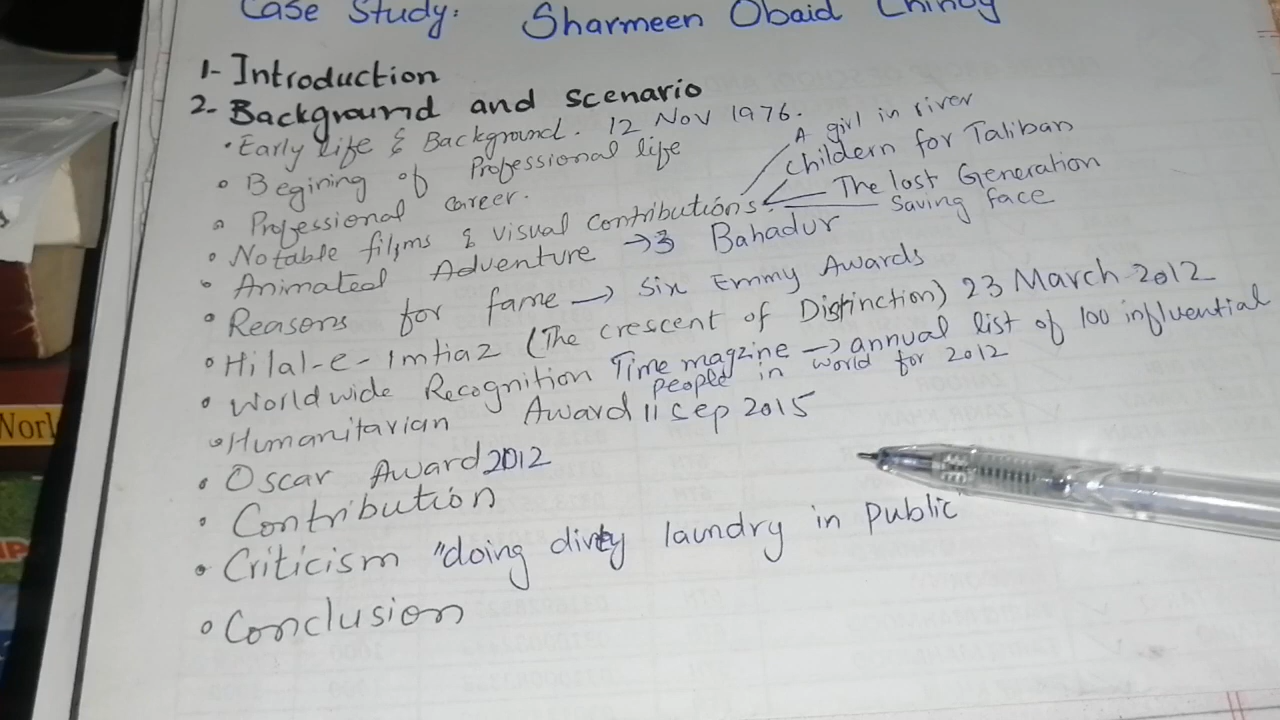 Case Study: Sharmeen Obaid Chinoy
1- Introduction
2- Background and scenario
• Early life & Background. 12 Nov 1976.
• Begining of Professional life
• Professional career.
• Notable films & visual contributions.
A girl in river
childern for Taliban
The lost Generation
Saving face
• Animated Adventure → 3 Bahadur
• Reasons for fame → Six Emmy Awards
• Hilal-e-Imtiaz (The crescent of Distinction) 23 March 2012
• Worldwide Recognition Time magzine → annual list of 100 influential
people in world for 2012
• Humanitarian Award 11 Sep 2015
• Oscar Award 2012
• Contribution
• Criticism "doing dirty laundry in public"
• Conclusion
Worl